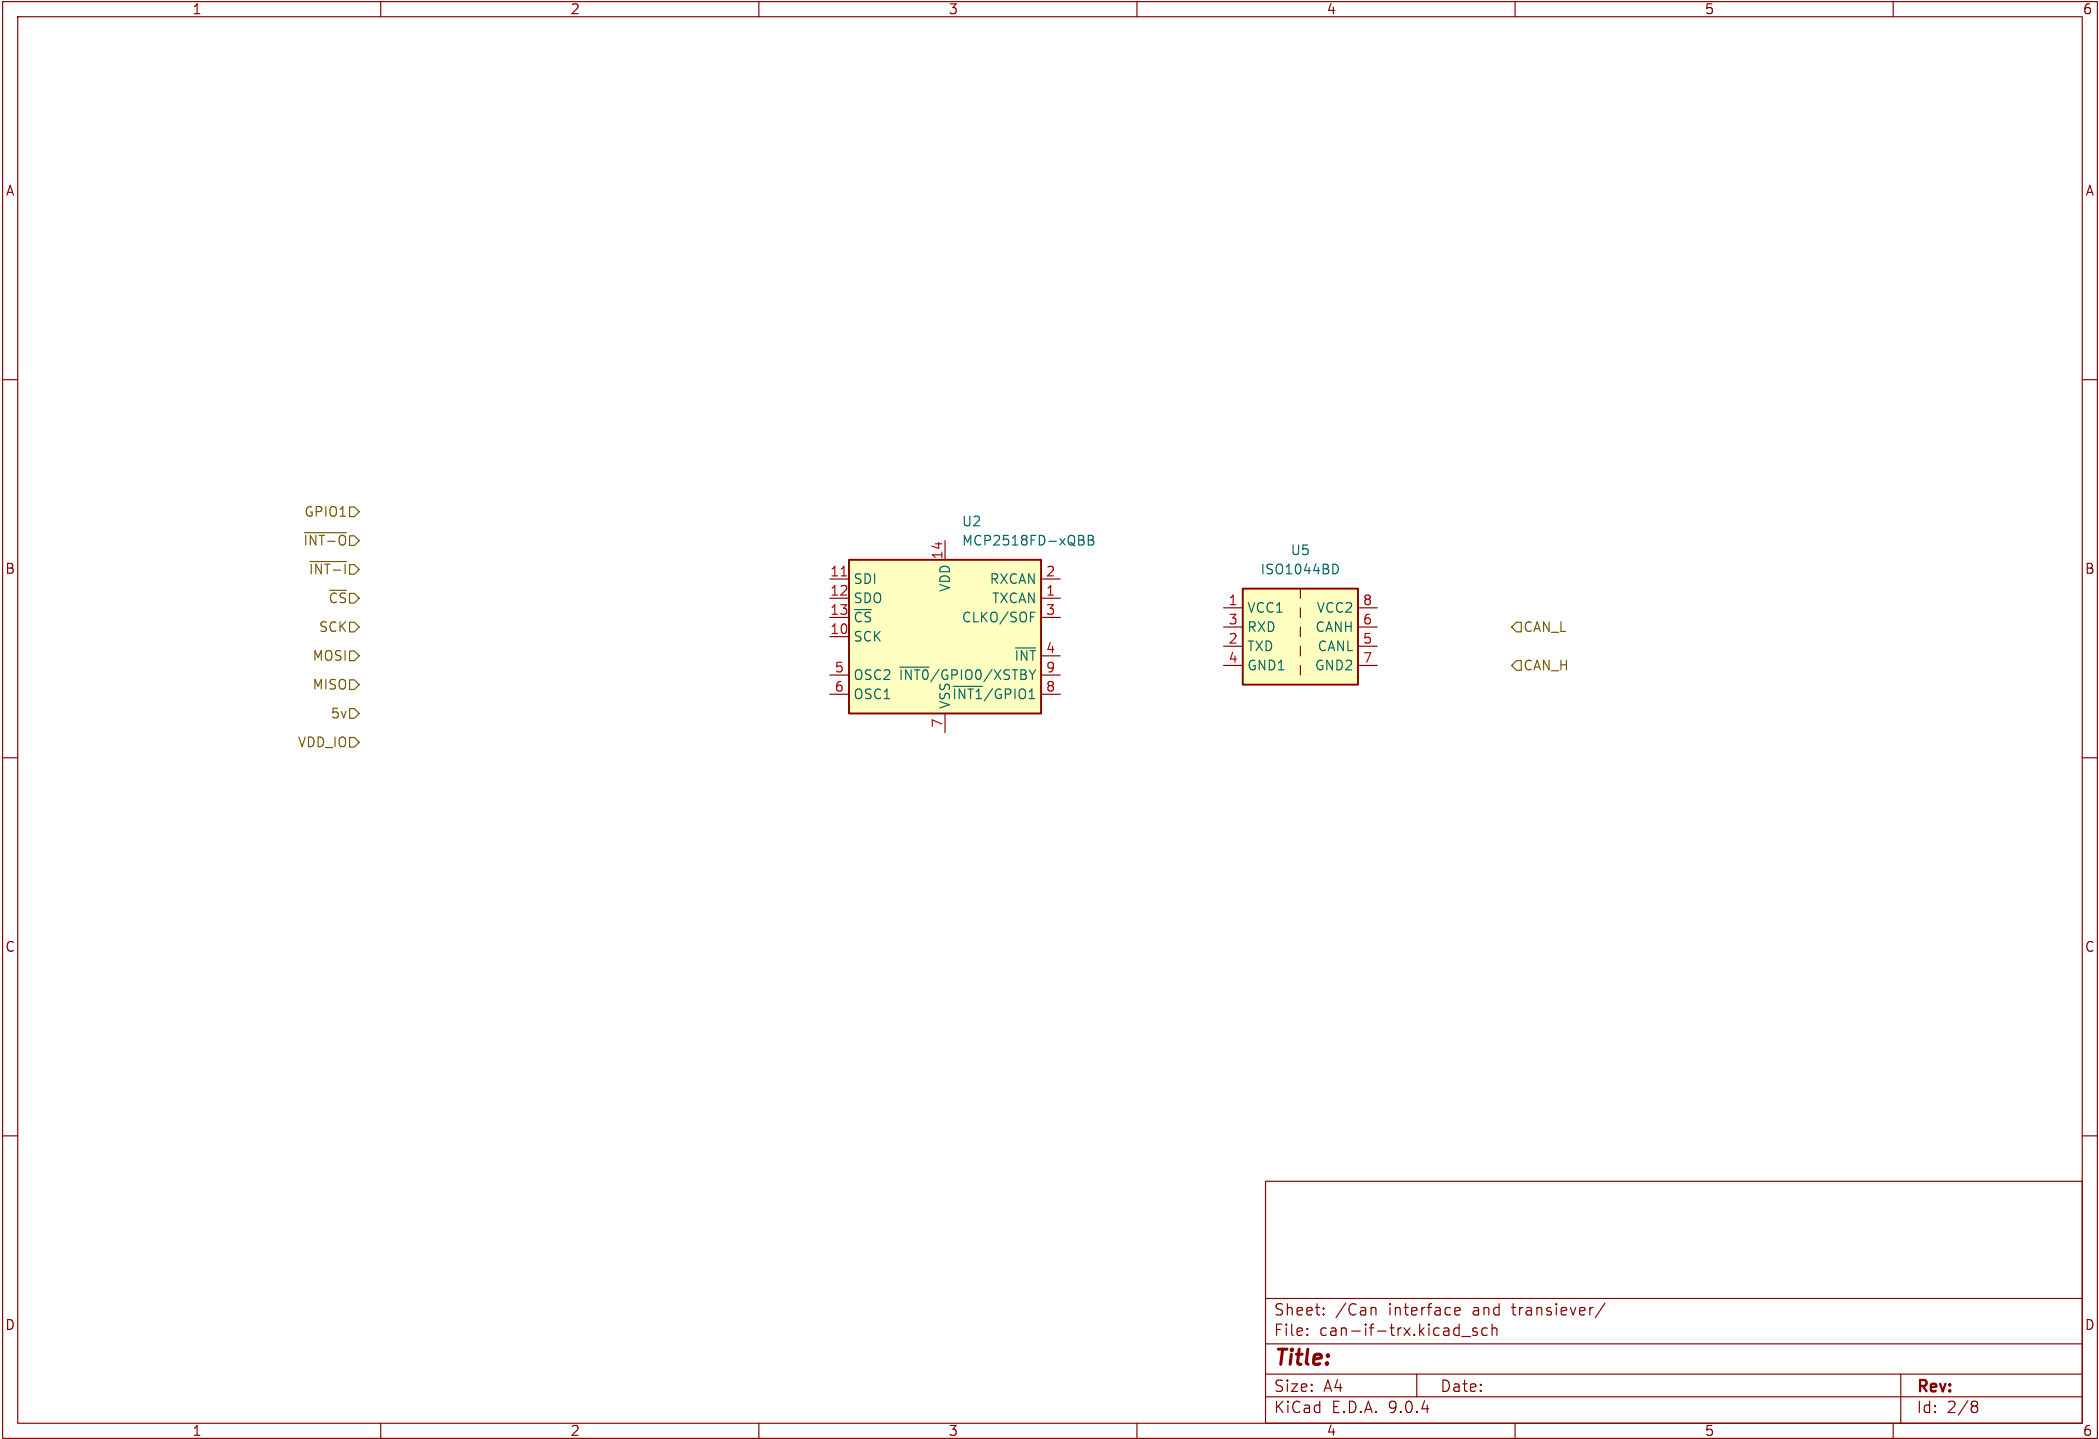 1 2 3 4 5 6
A A
GPIO1
INT-O
INT-I
CS
SCK
MOSI
MISO
5v
VDD_IO
B
U2
MCP2518FD-xQBB
14
VDD
11 SDI RXCAN 2
12 SDO TXCAN 1
13 CS CLKO/SOF 3
10 SCK
INT 4
5 OSC2 INT0/GPIO0/XSTBY 9
6 OSC1 INT1/GPIO1 8
VSS
7
U5
ISO1044BD
1 VCC1 VCC2 8
3 RXD CANH 6
2 TXD CANL 5
4 GND1 GND2 7
CAN_L
CAN_H
B
C C
D D
Sheet: /Can interface and transiever/
File: can-if-trx.kicad_sch
Title:
Size: A4 Date: Rev:
KiCad E.D.A. 9.0.4 Id: 2/8
1 2 3 4 5 6